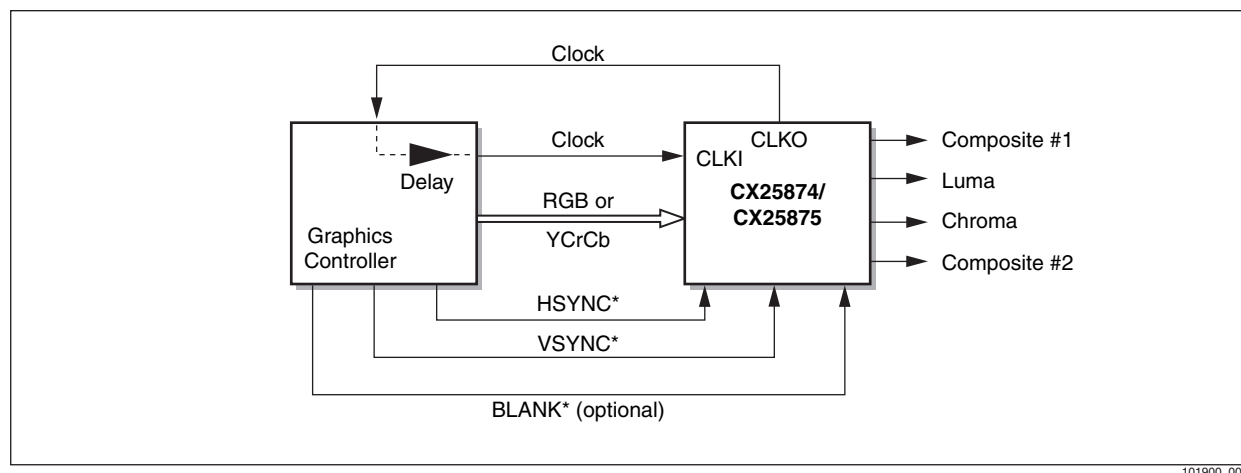 Clock
Clock
Delay
Graphics
Controller
RGB or
YCrCb
CLKO
CLKI
CX25874/
CX25875
Composite #1
Luma
Chroma
Composite #2
HSYNC*
VSYNC*
BLANK* (optional)